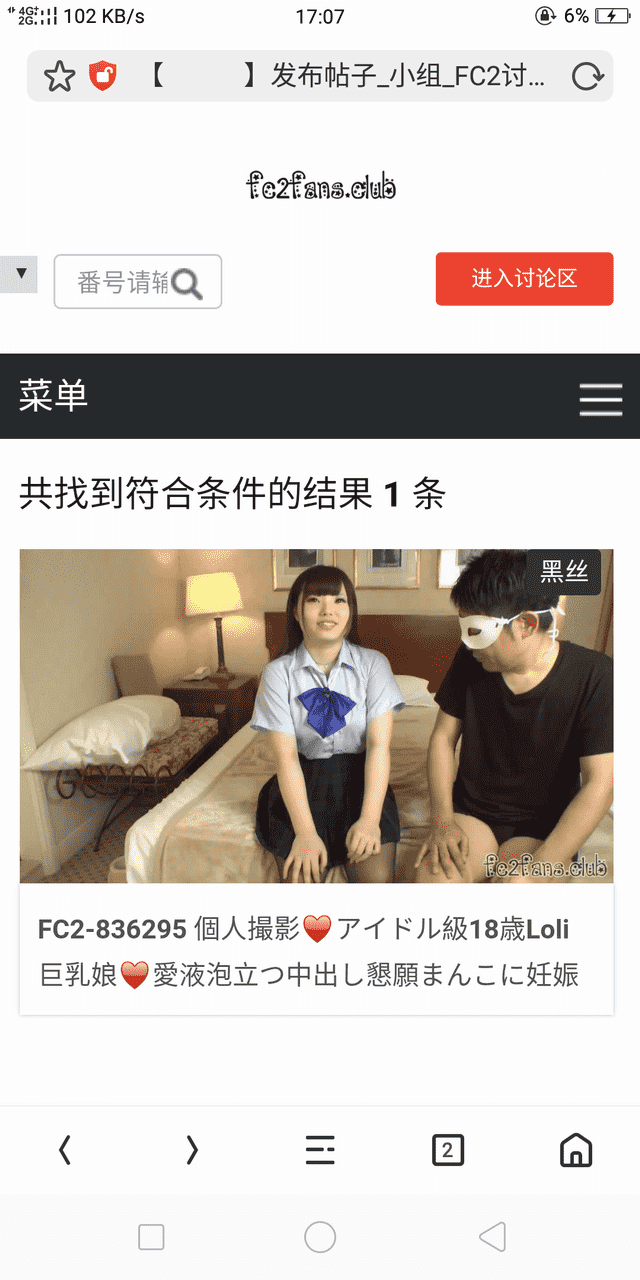 4G+ 2G 102 KB/s 17:07 6%
【 】发布帖子_小组_FC2讨...
fc2fans.club
▼ 番号请输 进入讨论区
菜单
共找到符合条件的结果 1 条
黑丝
fc2fans.club
FC2-836295 個人撮影❤️アイドル級18歳Loli
巨乳娘❤️愛液泡立つ中出し懇願まんこに妊娠
2